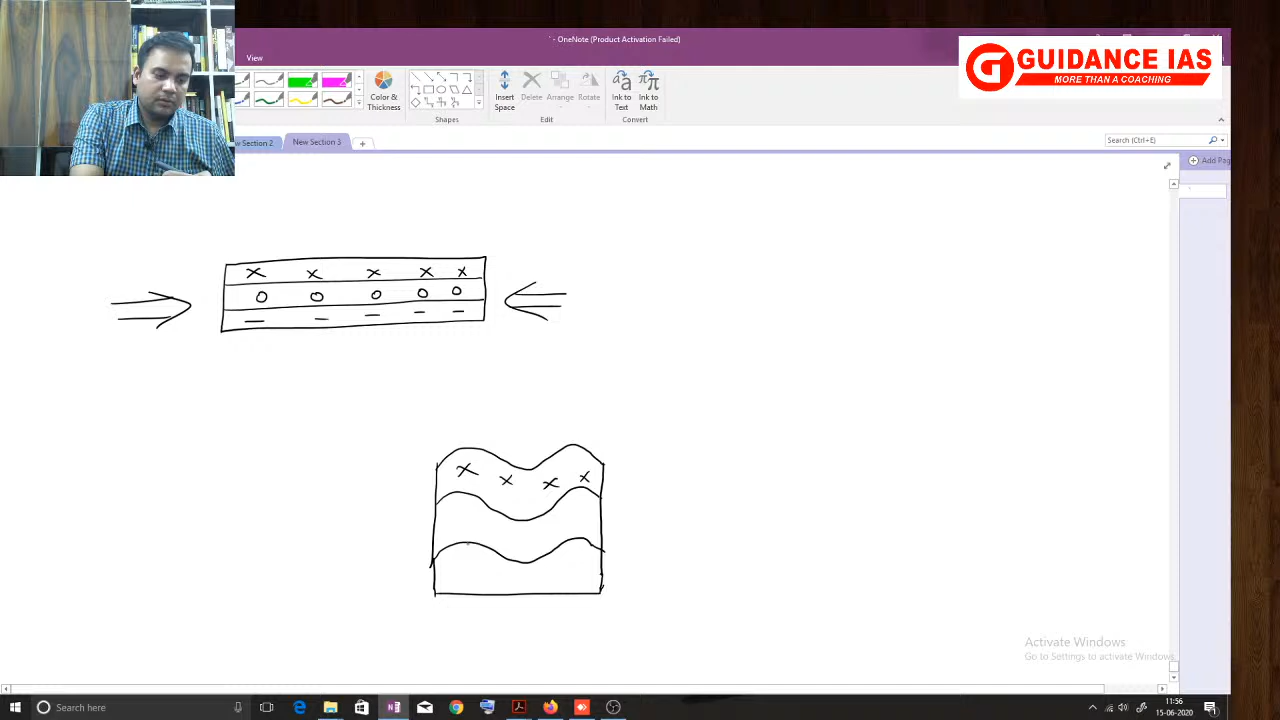 ' - OneNote (Product Activation Failed)
GUIDANCE IAS
MORE THAN A COACHING
View
Color &
Thickness
Insert
Space
Delete
Arrange
Rotate
Ink to
Text
Ink to
Math
Shapes
Edit
Convert
Section 2
New Section 3
Search (Ctrl+E)
Add Pag
x x x x x
o o o o o
– – – – –
x x x x
Activate Windows
Go to Settings to activate Windows.
Search here
11:56
15-06-2020